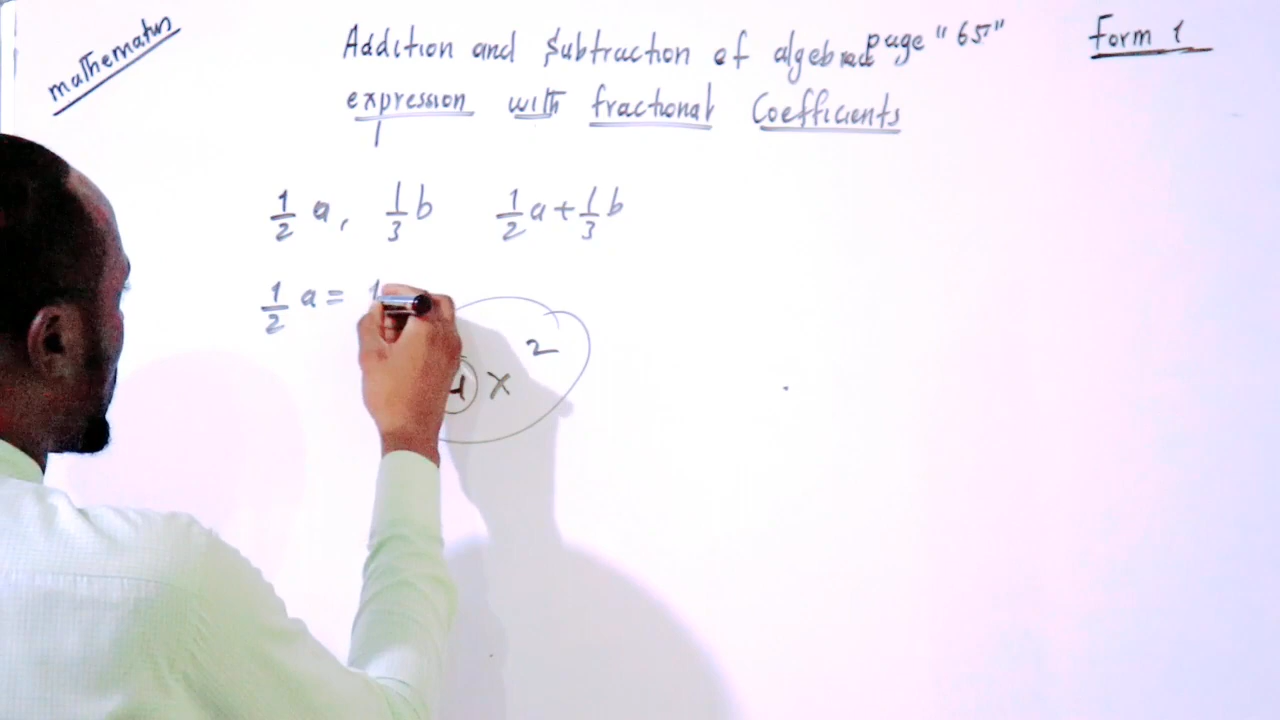 mathematics
Addition and Subtraction of algebraic page "65"
Form 1
expression with fractional Coefficients
1/2 a, 1/3 b 1/2 a + 1/3 b
1/2 a = 1
2
x